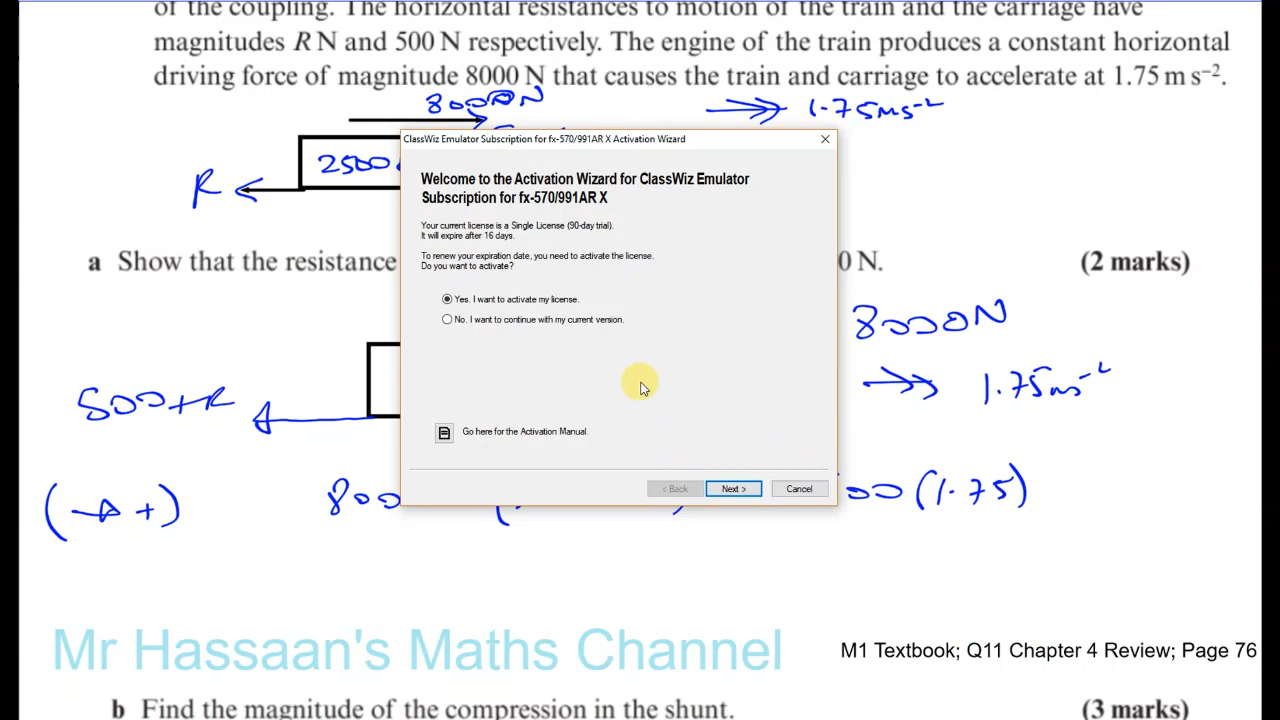 of the coupling. The horizontal resistances to motion of the train and the carriage have
magnitudes R N and 500 N respectively. The engine of the train produces a constant horizontal
driving force of magnitude 8000 N that causes the train and carriage to accelerate at 1.75 m s⁻².
8000N
1.75ms⁻²
ClassWiz Emulator Subscription for fx-570/991AR X Activation Wizard
2500
R
Welcome to the Activation Wizard for ClassWiz Emulator
Subscription for fx-570/991AR X
Your current license is a Single License (90-day trial).
It will expire after 16 days.
To renew your expiration date, you need to activate the license.
Do you want to activate?
a Show that the resistance 0 N. (2 marks)
Yes. I want to activate my license.
No. I want to continue with my current version.
8000N
1.75ms⁻²
500+R
Go here for the Activation Manual.
< Back Next > Cancel
(→ +) 800 00(1.75)
Mr Hassaan's Maths Channel
M1 Textbook; Q11 Chapter 4 Review; Page 76
b Find the magnitude of the compression in the shunt. (3 marks)